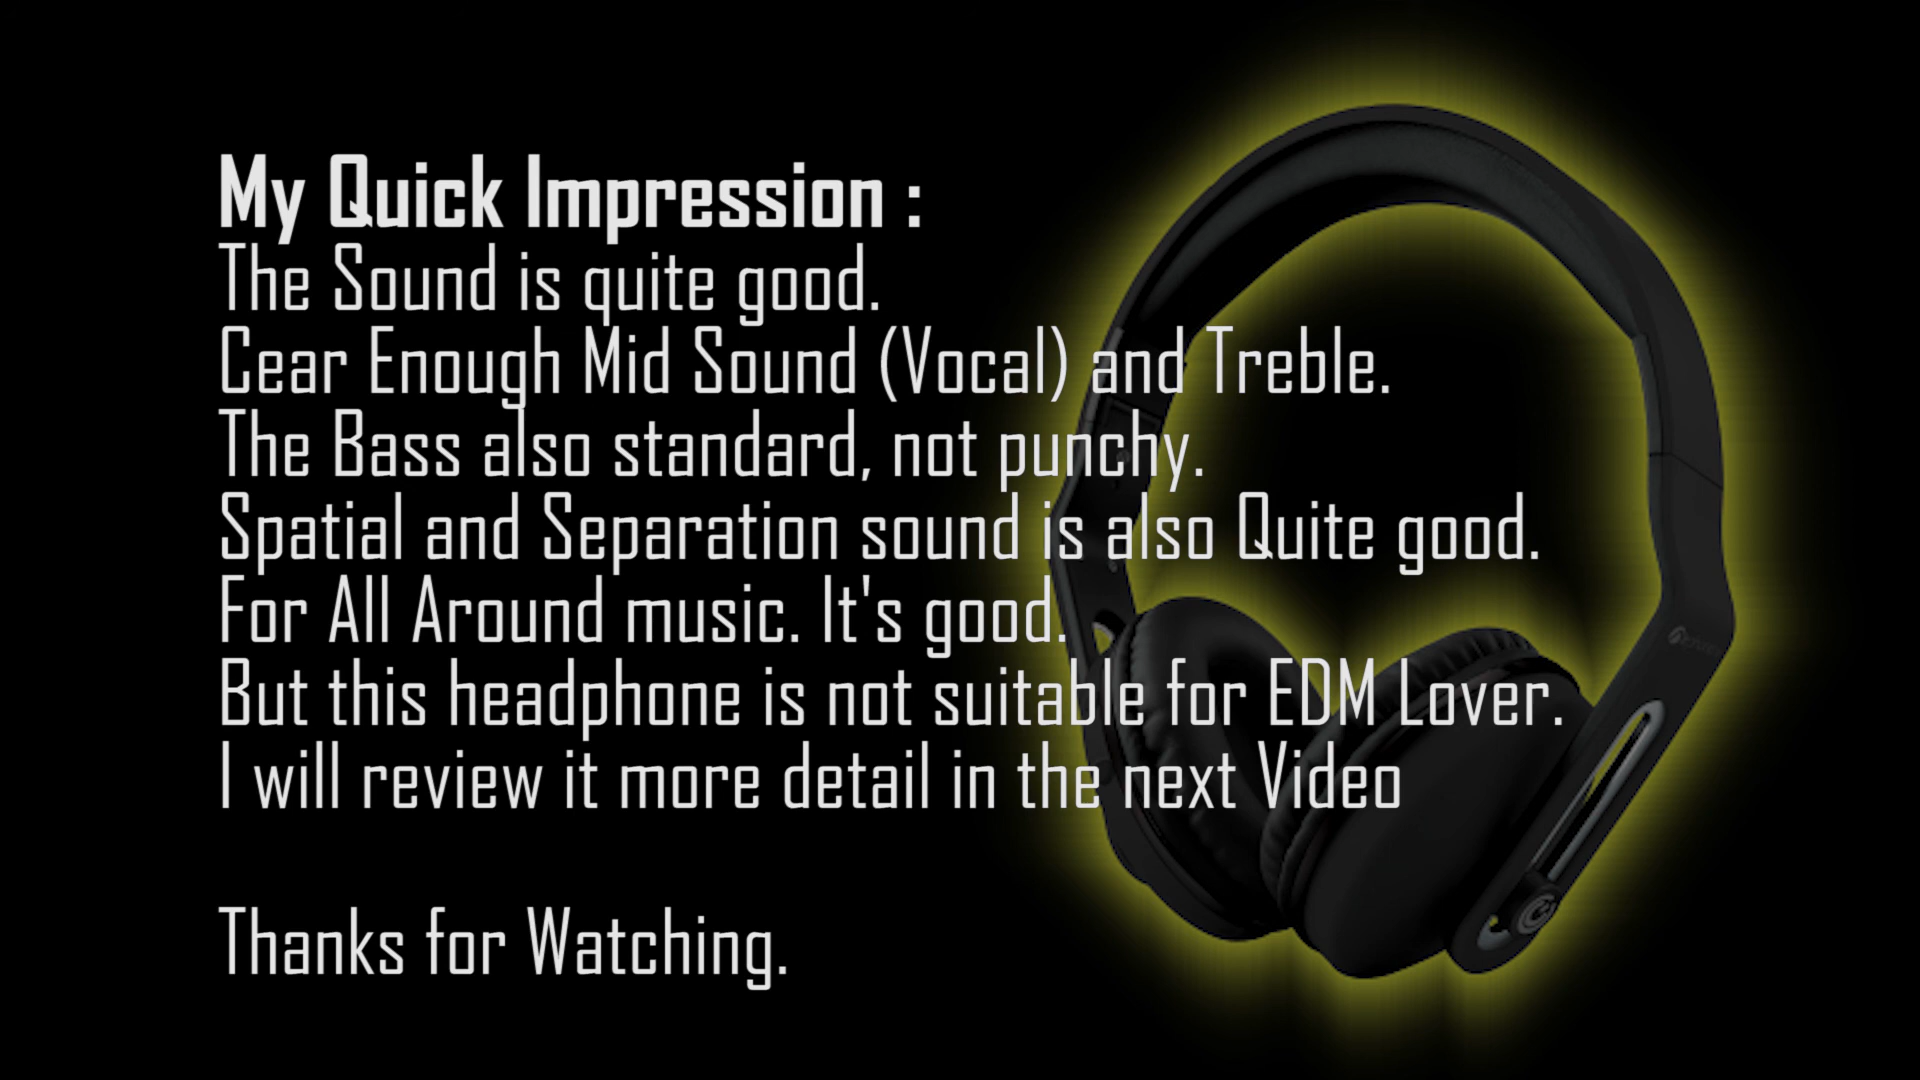 My Quick Impression :
The Sound is quite good.
Cear Enough Mid Sound (Vocal) and Treble.
The Bass also standard, not punchy.
Spatial and Separation sound is also Quite good.
For All Around music. It's good.
But this headphone is not suitable for EDM Lover.
I will review it more detail in the next Video
Thanks for Watching.